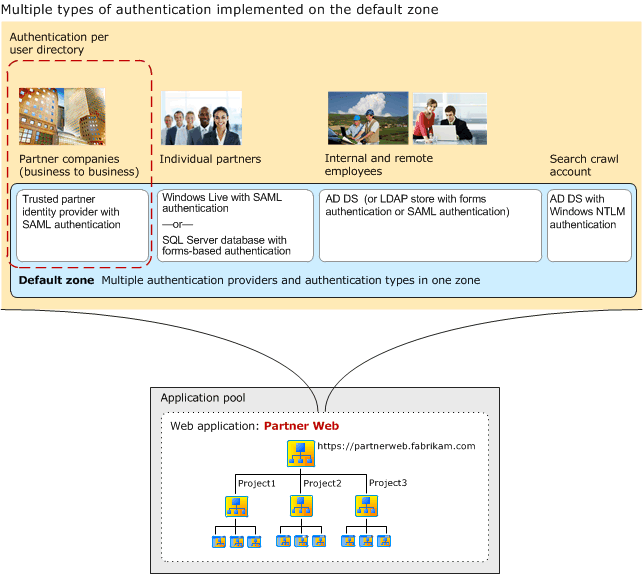 Multiple types of authentication implemented on the default zone
Authentication per
user directory
Partner companies
(business to business)
Individual partners
Internal and remote
employees
Search crawl
account
Trusted partner
identity provider with
SAML authentication
Windows Live with SAML
authentication
—or—
SQL Server database with
forms-based authentication
AD DS  (or LDAP store with forms
authentication or SAML authentication)
AD DS with
Windows NTLM
authentication
Default zone  Multiple authentication providers and authentication types in one zone
Application pool
Web application: Partner Web
https://partnerweb.fabrikam.com
Project1
Project2
Project3